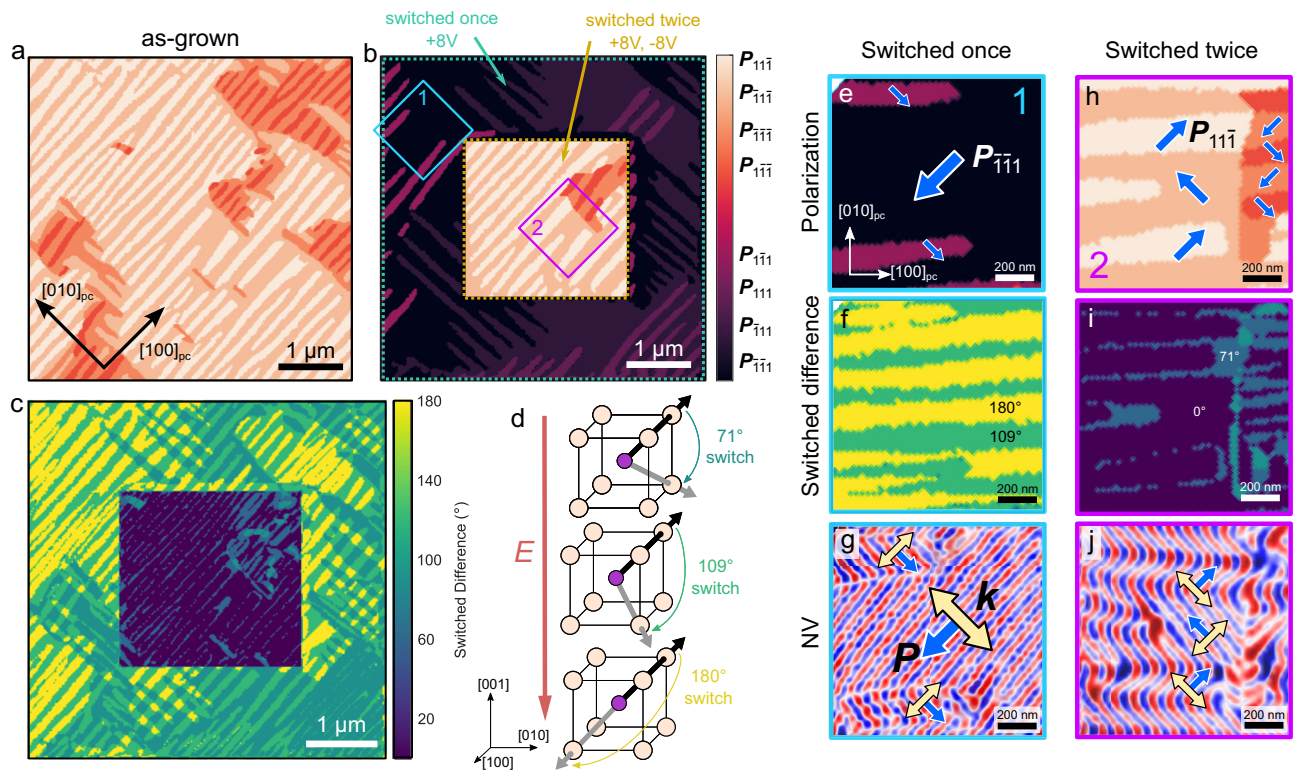 as-grown
a
[010]pc
[100]pc
1 µm
switched once
+8V
switched twice
+8V, -8V
b
1
2
1 µm
P₁₁₁̄
P₁̄₁₁̄
P₁̄₁̄₁̄
P₁₁̄₁̄
P₁₁̄₁
P₁₁₁
P₁̄₁₁
P₁̄₁̄₁
c
1 µm
180
140
100
60
20
Switched Difference (°)
d
E
71°
switch
109°
switch
180°
switch
[001]
[010]
[100]
Switched once
Switched twice
Polarization
e
1
P₁̄₁̄₁
[010]pc
[100]pc
200 nm
h
P₁₁₁̄
2
200 nm
Switched difference
f
180°
109°
200 nm
i
71°
0°
200 nm
NV
g
k
P
200 nm
j
200 nm